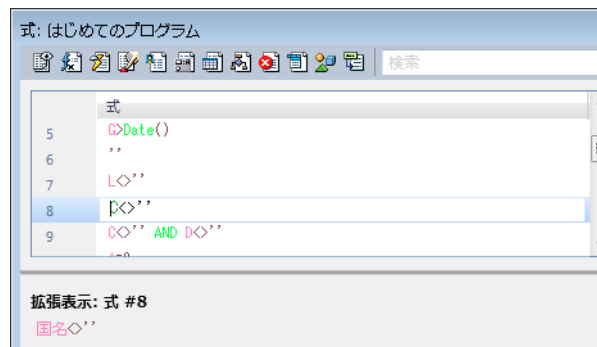 式: はじめてのプログラム
検索
式
5 G>Date()
6 ''
7 L<>''
8 C<>''
9 C<>'' AND D<>''
拡張表示: 式 #8
国名<>''